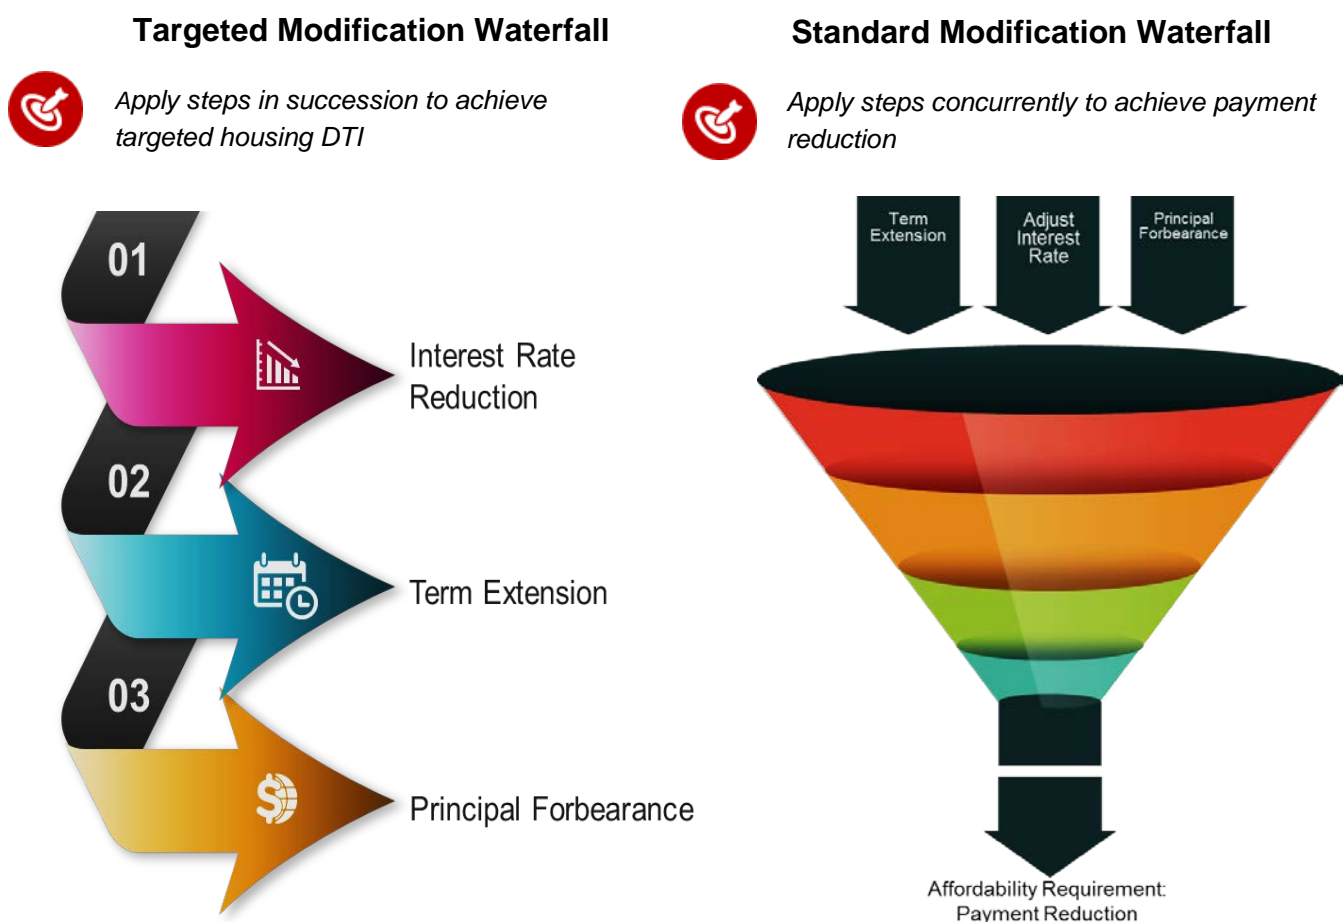 Targeted Modification Waterfall
Apply steps in succession to achieve
targeted housing DTI
01
Interest Rate
Reduction
02
Term Extension
03
Principal Forbearance
Standard Modification Waterfall
Apply steps concurrently to achieve payment
reduction
Term
Extension
Adjust
Interest
Rate
Principal
Forbearance
Affordability Requirement:
Payment Reduction